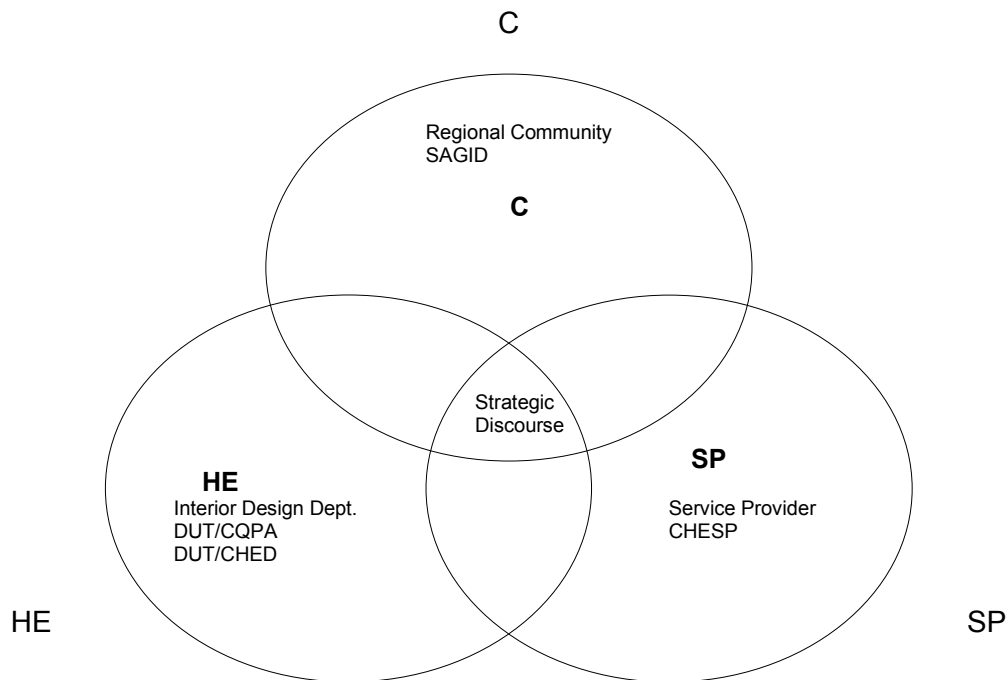 C
Regional Community
SAGID
C
Strategic
Discourse
HE
Interior Design Dept.
DUT/CQPA
DUT/CHED
SP
Service Provider
CHESP
HE
SP